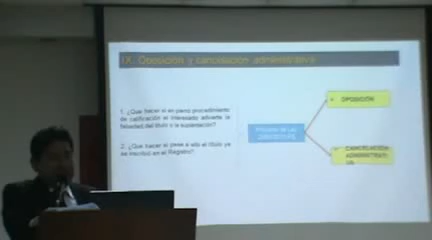 IX. Oposición y cancelación administrativa
1. ¿Qué hacer si en pleno procedimiento
de calificación el interesado advierte la
falsedad del título o la suplantación?
2. ¿Qué hacer si pese a ello el título ya
se inscribió en el Registro?
OPOSICIÓN
CANCELACIÓN